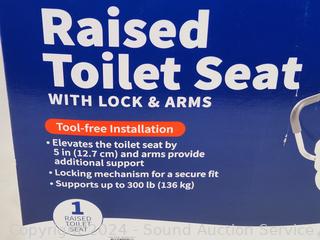 Raised
Toilet Seat
WITH LOCK & ARMS
Tool-free Installation
• Elevates the toilet seat by
5 in (12.7 cm) and arms provide
additional support
• Locking mechanism for a secure fit
• Supports up to 300 lb (136 kg)
1
RAISED
TOILET
SEAT
Copyright 2024 - Sound Auction Service